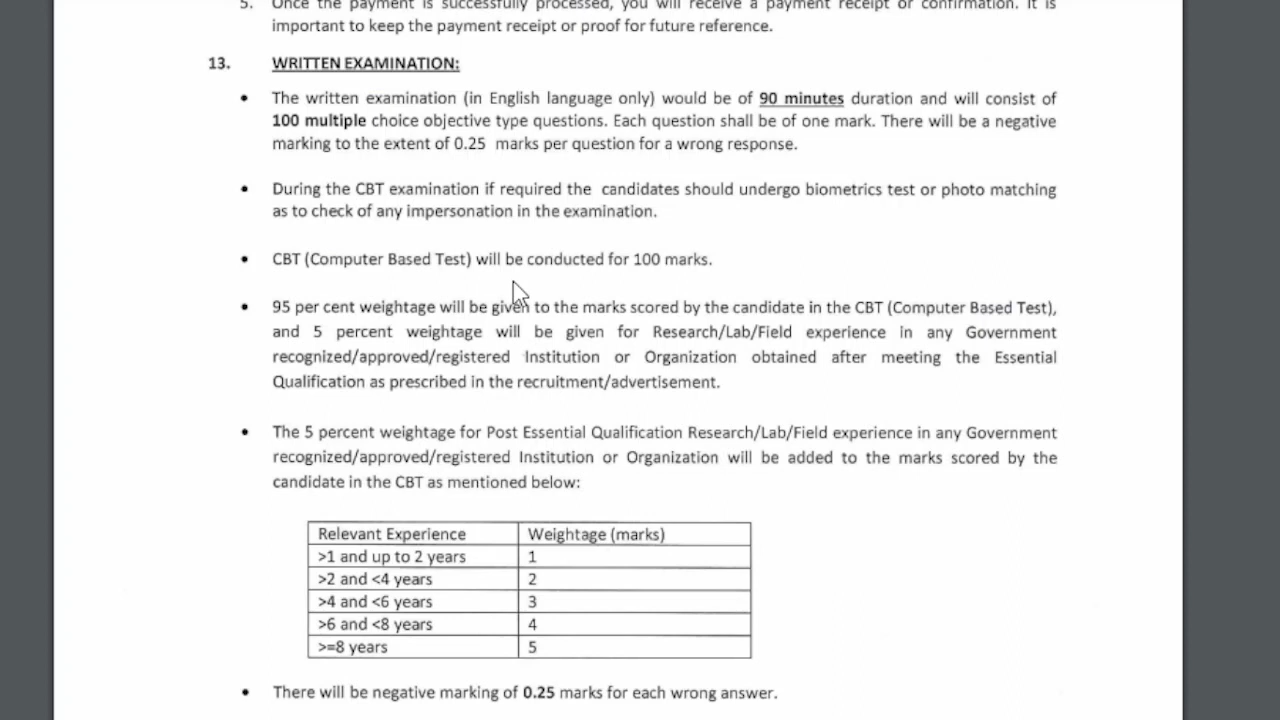 5. Once the payment is successfully processed, you will receive a payment receipt or confirmation. It is
important to keep the payment receipt or proof for future reference.
13. WRITTEN EXAMINATION:
• The written examination (in English language only) would be of 90 minutes duration and will consist of
100 multiple choice objective type questions. Each question shall be of one mark. There will be a negative
marking to the extent of 0.25 marks per question for a wrong response.
• During the CBT examination if required the candidates should undergo biometrics test or photo matching
as to check of any impersonation in the examination.
• CBT (Computer Based Test) will be conducted for 100 marks.
• 95 per cent weightage will be given to the marks scored by the candidate in the CBT (Computer Based Test),
and 5 percent weightage will be given for Research/Lab/Field experience in any Government
recognized/approved/registered Institution or Organization obtained after meeting the Essential
Qualification as prescribed in the recruitment/advertisement.
• The 5 percent weightage for Post Essential Qualification Research/Lab/Field experience in any Government
recognized/approved/registered Institution or Organization will be added to the marks scored by the
candidate in the CBT as mentioned below:
Relevant Experience Weightage (marks)
>1 and up to 2 years 1
>2 and <4 years 2
>4 and <6 years 3
>6 and <8 years 4
>=8 years 5
• There will be negative marking of 0.25 marks for each wrong answer.